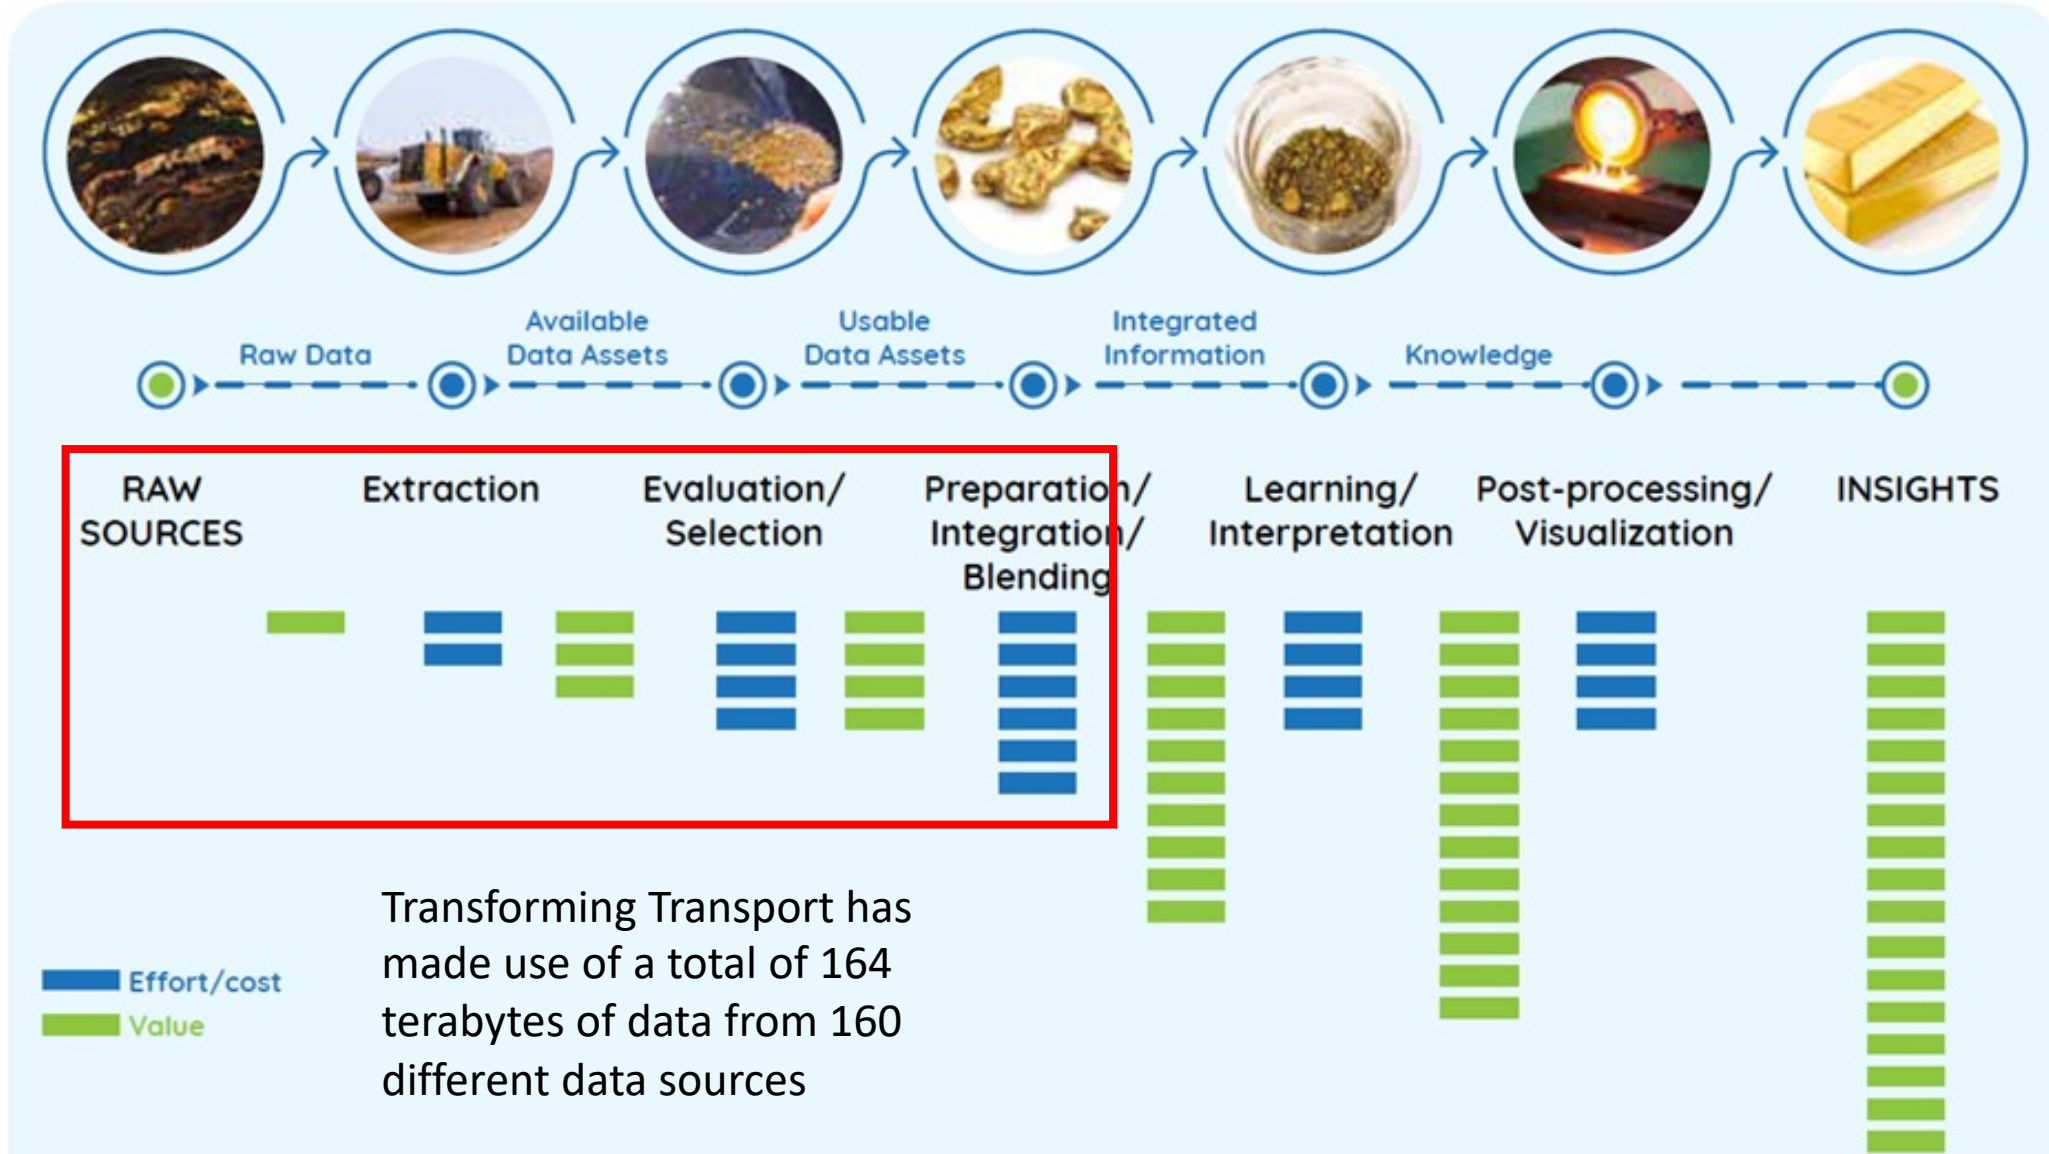 Raw Data
Available
Data Assets
Usable
Data Assets
Integrated
Information
Knowledge
RAW
SOURCES
Extraction
Evaluation/
Selection
Preparation/
Integration/
Blending
Learning/
Interpretation
Post-processing/
Visualization
INSIGHTS
Transforming Transport has
made use of a total of 164
terabytes of data from 160
different data sources
Effort/cost
Value